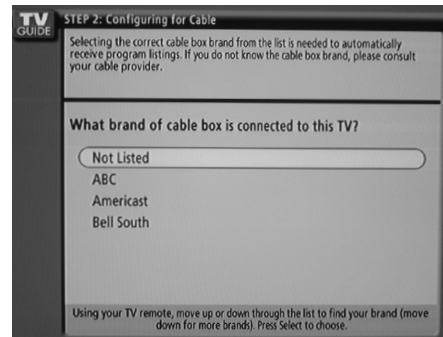 TV
GUIDE
STEP 2: Configuring for Cable
Selecting the correct cable box brand from the list is needed to automatically
receive program listings. If you do not know the cable box brand, please consult
your cable provider.
What brand of cable box is connected to this TV?
Not Listed
ABC
Americast
Bell South
Using your TV remote, move up or down through the list to find your brand (move
down for more brands). Press Select to choose.